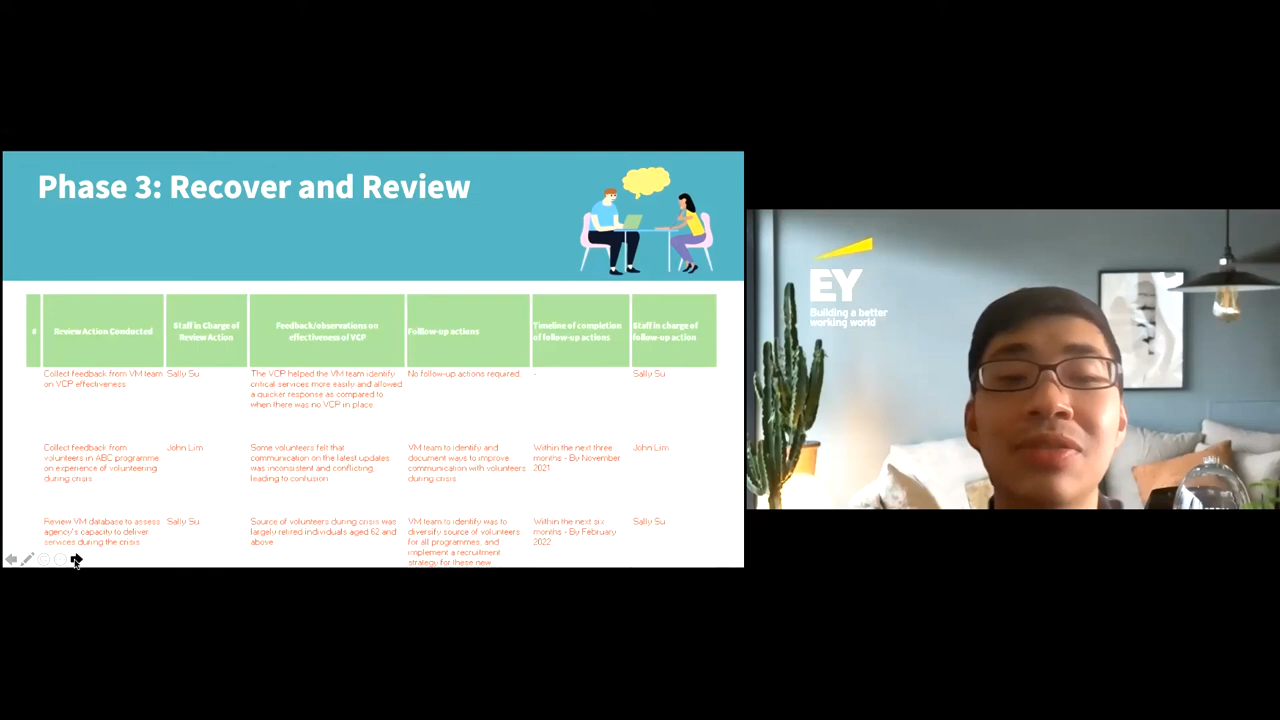 Phase 3: Recover and Review
#
Review Action Conducted
Staff in Charge of
Review Action
Feedback/observations on
effectiveness of VCP
Folllow-up actions
Timeline of completion
of follow-up actions
Staff in charge of
follow-up action
Collect feedback from VM team
on VCP effectiveness
Sally Su
The VCP helped the VM team identify
critical services more easily and allowed
a quicker response as compared to
when there was no VCP in place.
No follow-up actions required.
-
Sally Su
Collect feedback from
volunteers in ABC programme
on experience of volunteering
during crisis
John Lim
Some volunteers felt that
communication on the latest updates
was inconsistent and conflicting,
leading to confusion
VM team to identify and
document ways to improve
communication with volunteers
during crisis
Within the next three
months - By November
2021
John Lim
Review VM database to assess
agency's capacity to deliver
services during the crisis
Sally Su
Source of volunteers during crisis was
largely retired individuals aged 62 and
above
VM team to identify was to
diversify source of volunteers
for all programmes, and
implement a recruitment
strategy for these new
Within the next six
months - By February
2022
Sally Su
EY
Building a better
working world